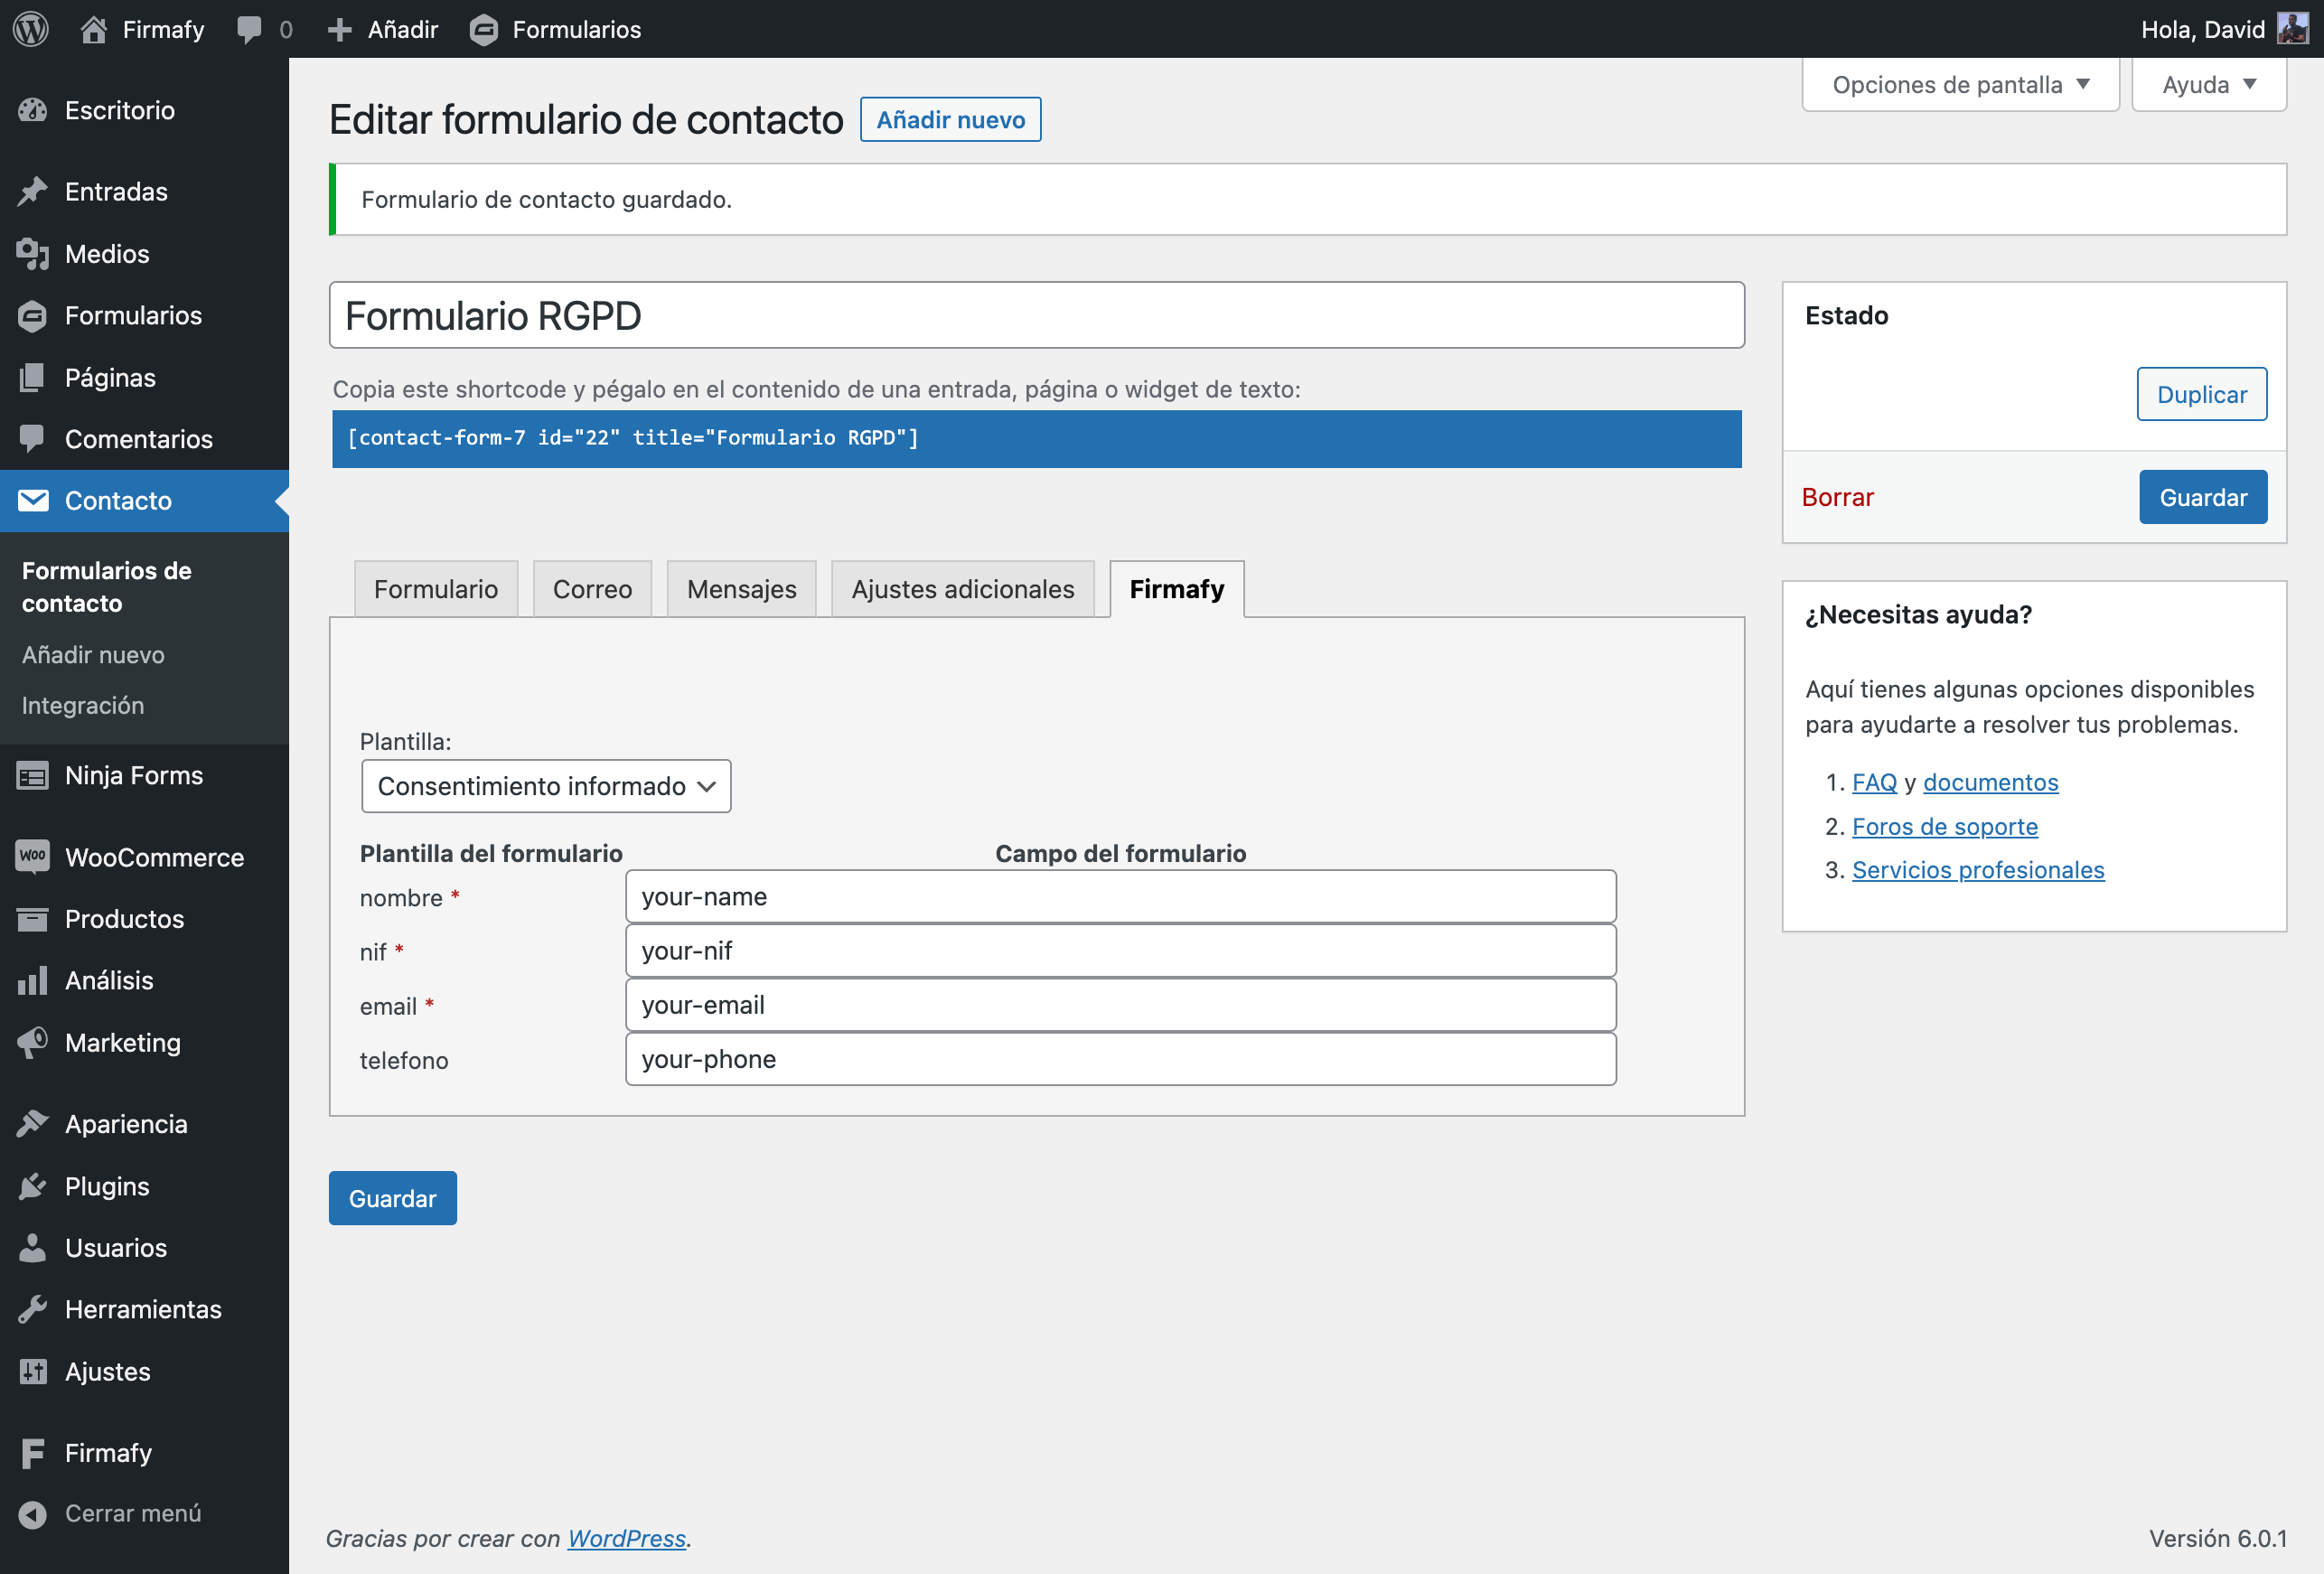 Firmafy
0
Añadir
Formularios
Hola, David
Escritorio
Entradas
Medios
Formularios
Páginas
Comentarios
Contacto
Formularios de
contacto
Añadir nuevo
Integración
Ninja Forms
Woo
WooCommerce
Productos
Análisis
Marketing
Apariencia
Plugins
Usuarios
Herramientas
Ajustes
Firmafy
Cerrar menú
Opciones de pantalla
Ayuda
Editar formulario de contacto
Añadir nuevo
Formulario de contacto guardado.
Formulario RGPD
Copia este shortcode y pégalo en el contenido de una entrada, página o widget de texto:
[contact-form-7 id="22" title="Formulario RGPD"]
Formulario
Correo
Mensajes
Ajustes adicionales
Firmafy
Plantilla:
Consentimiento informado
Plantilla del formulario Campo del formulario
nombre * your-name
nif * your-nif
email * your-email
telefono your-phone
Guardar
Estado
Duplicar
Borrar
Guardar
¿Necesitas ayuda?
Aquí tienes algunas opciones disponibles
para ayudarte a resolver tus problemas.
1. FAQ y documentos
2. Foros de soporte
3. Servicios profesionales
Gracias por crear con WordPress.
Versión 6.0.1